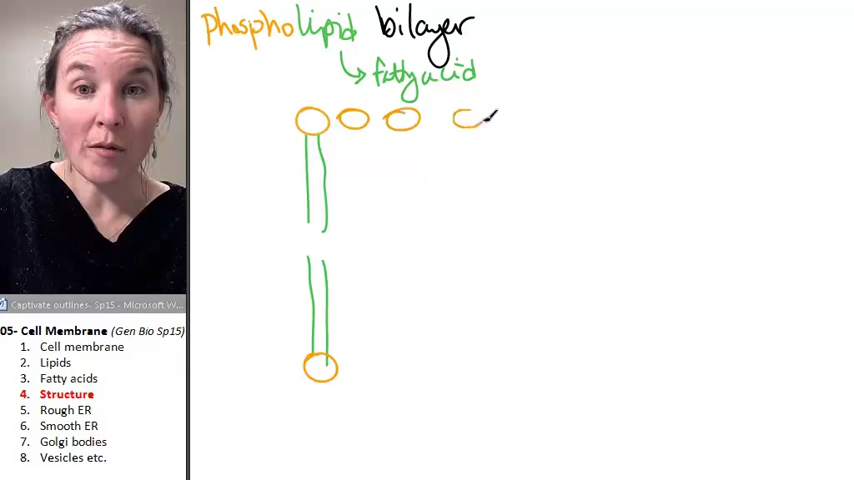 phospholipid bilayer
fatty acid
Captivate outlines- Sp15 - Microsoft W...
05- Cell Membrane (Gen Bio Sp15)
1. Cell membrane
2. Lipids
3. Fatty acids
4. Structure
5. Rough ER
6. Smooth ER
7. Golgi bodies
8. Vesicles etc.